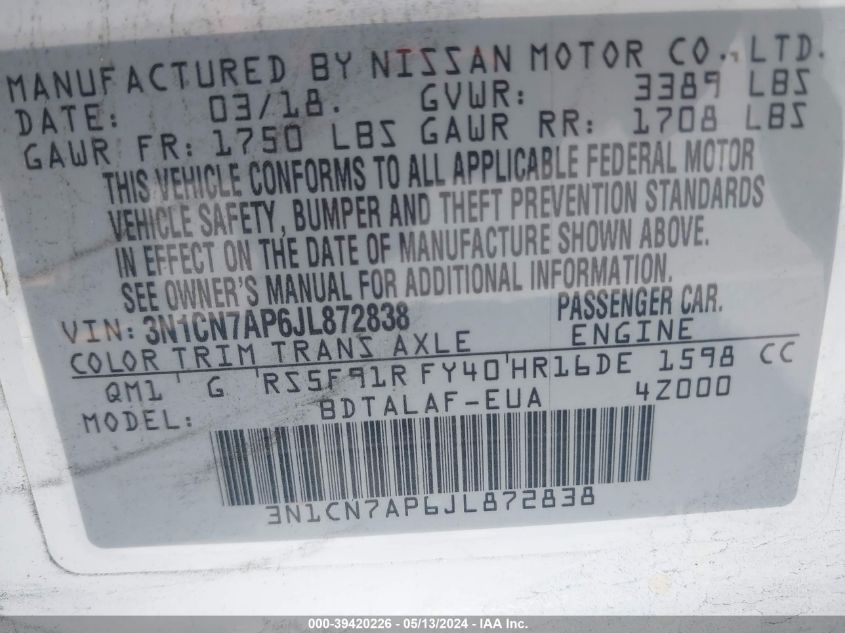 MANUFACTURED BY NISSAN MOTOR CO., LTD.
DATE: 03/18. GVWR: 3389 LBS
GAWR FR: 1750 LBS GAWR RR: 1708 LBS
THIS VEHICLE CONFORMS TO ALL APPLICABLE FEDERAL MOTOR
VEHICLE SAFETY, BUMPER AND THEFT PREVENTION STANDARDS
IN EFFECT ON THE DATE OF MANUFACTURE SHOWN ABOVE.
SEE OWNER'S MANUAL FOR ADDITIONAL INFORMATION.
VIN: 3N1CN7AP6JL872838 PASSENGER CAR.
COLOR TRIM TRANS AXLE ENGINE
QM1 ' G ' RS5F91R FY40'HR16DE 1598 CC
MODEL: BDTALAF-EUA 4Z000
3N1CN7AP6JL872838
000-39420226 - 05/13/2024 - IAA Inc.